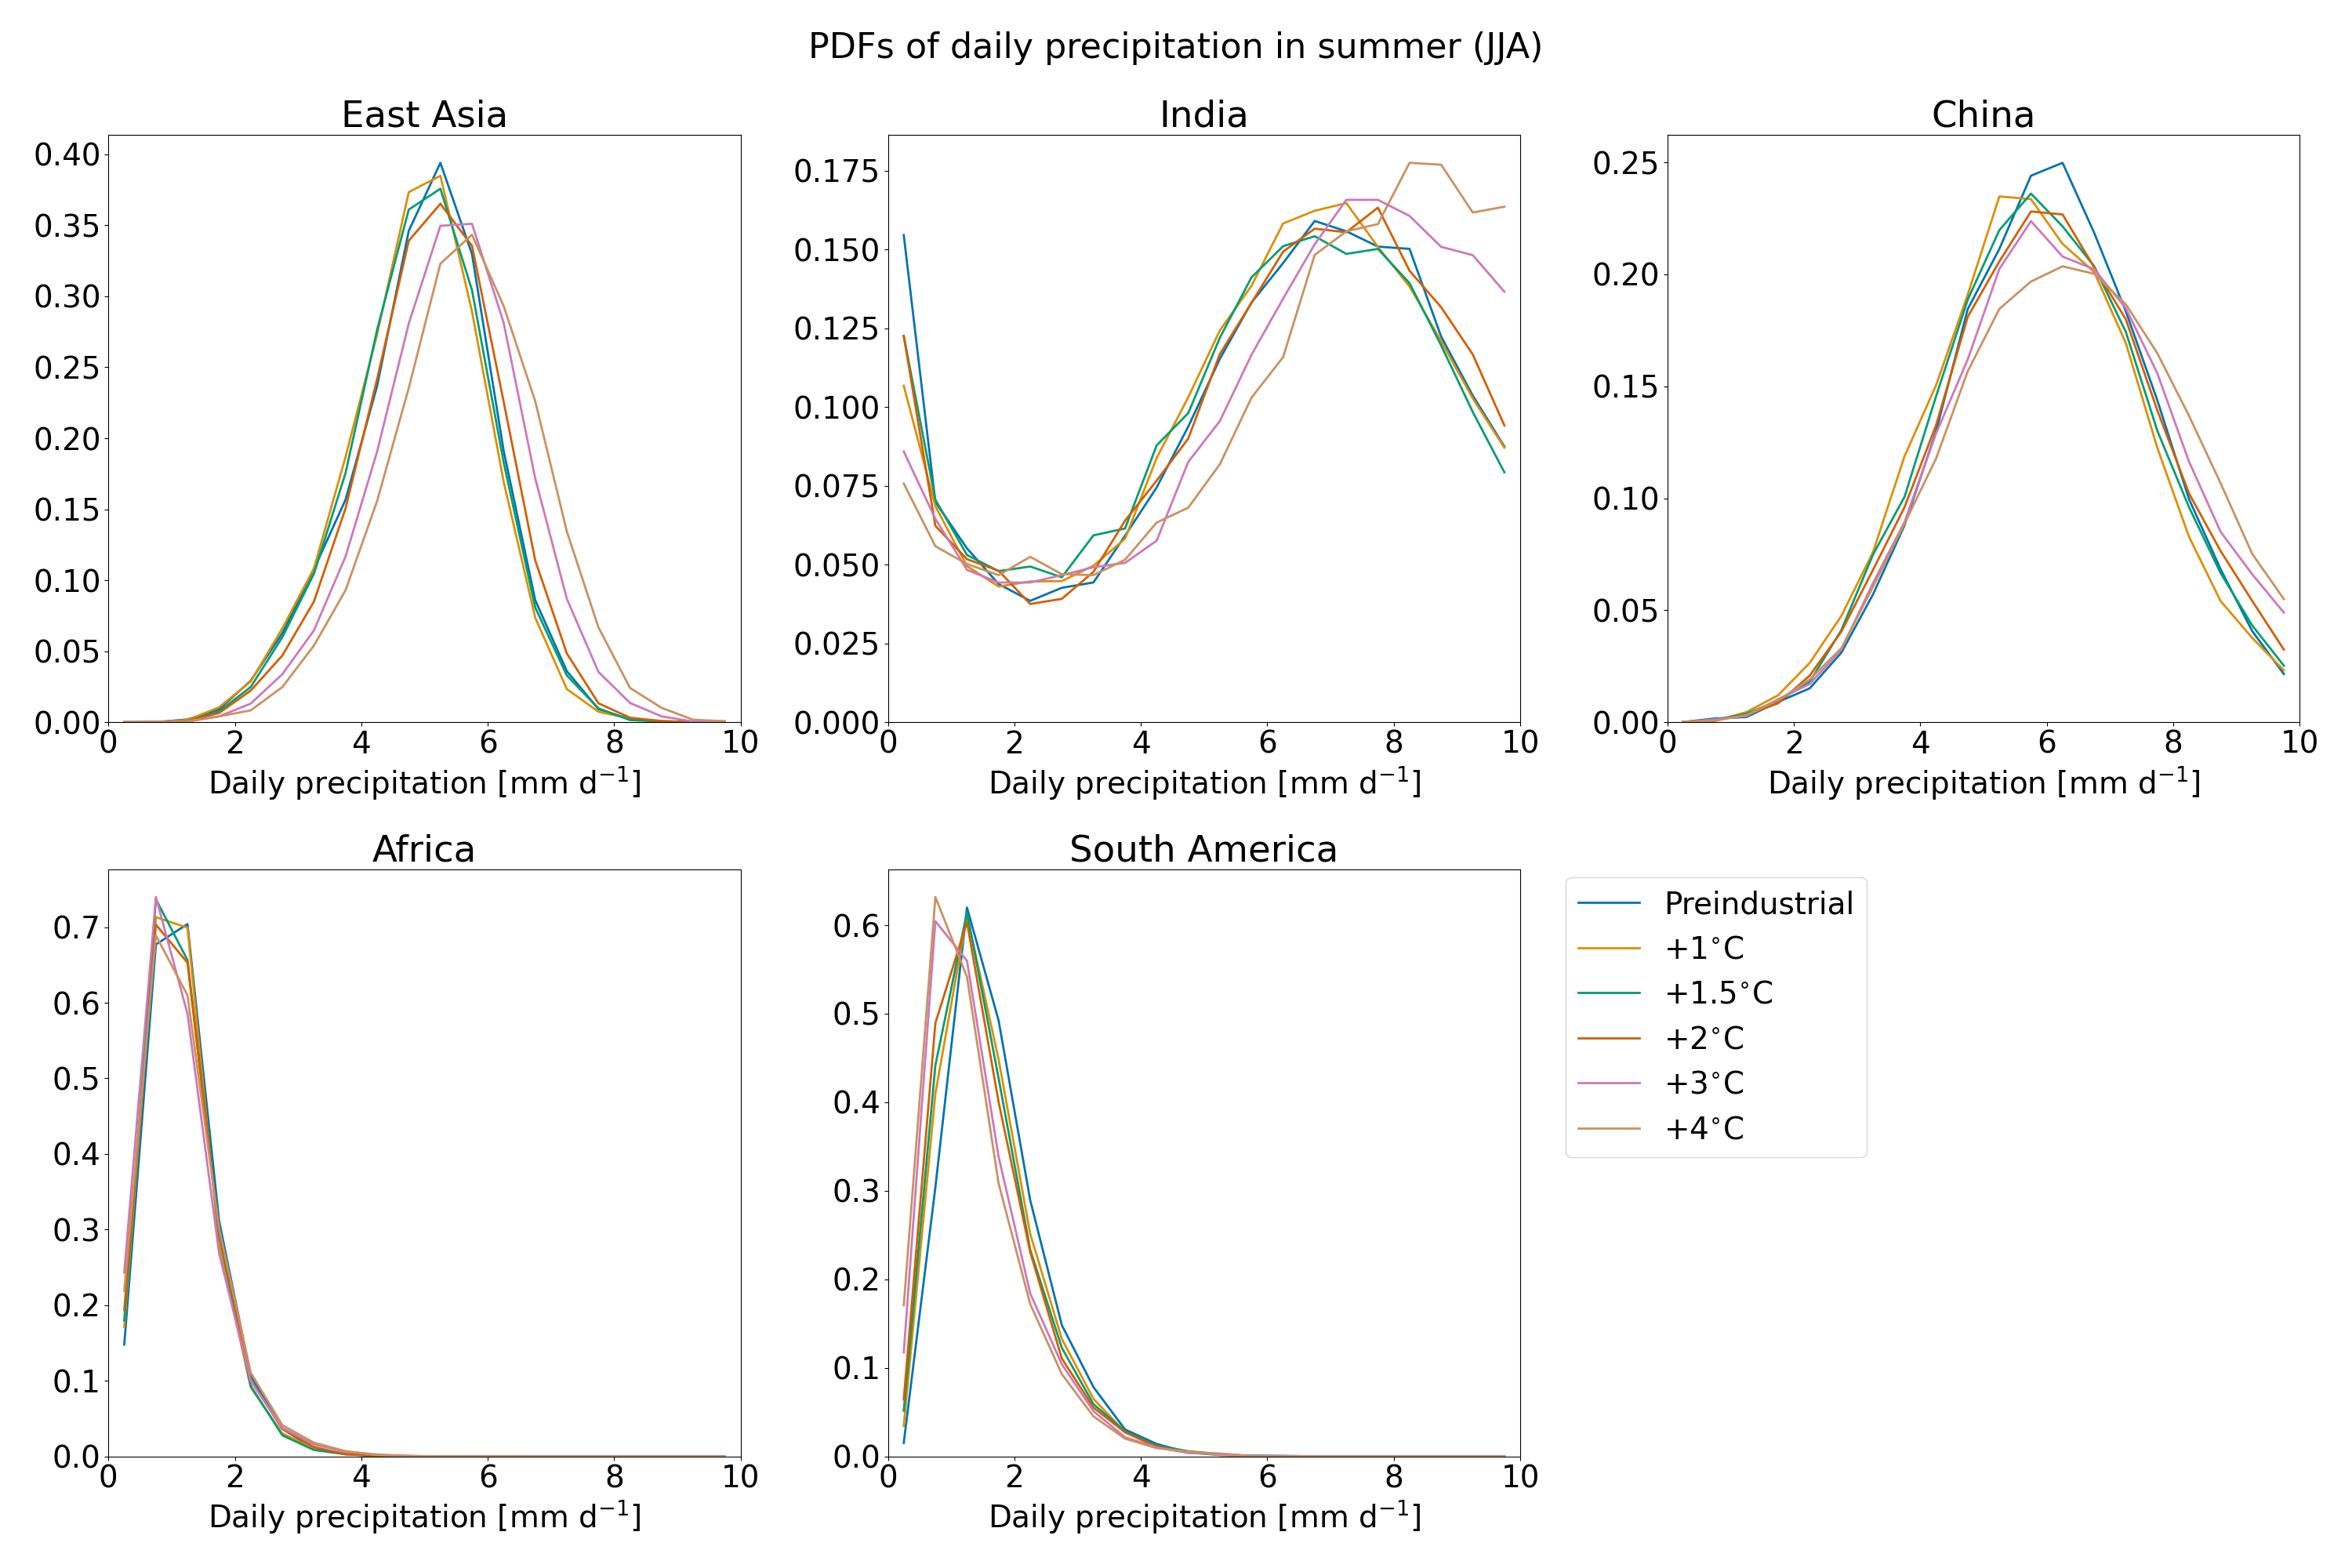 PDFs of daily precipitation in summer (JJA)
East Asia
0.40
0.35
0.30
0.25
0.20
0.15
0.10
0.05
0.00
0 2 4 6 8 10
Daily precipitation [mm d⁻¹]
India
0.175
0.150
0.125
0.100
0.075
0.050
0.025
0.000
0 2 4 6 8 10
Daily precipitation [mm d⁻¹]
China
0.25
0.20
0.15
0.10
0.05
0.00
0 2 4 6 8 10
Daily precipitation [mm d⁻¹]
Africa
0.7
0.6
0.5
0.4
0.3
0.2
0.1
0.0
0 2 4 6 8 10
Daily precipitation [mm d⁻¹]
South America
0.6
0.5
0.4
0.3
0.2
0.1
0.0
0 2 4 6 8 10
Daily precipitation [mm d⁻¹]
Preindustrial
+1°C
+1.5°C
+2°C
+3°C
+4°C